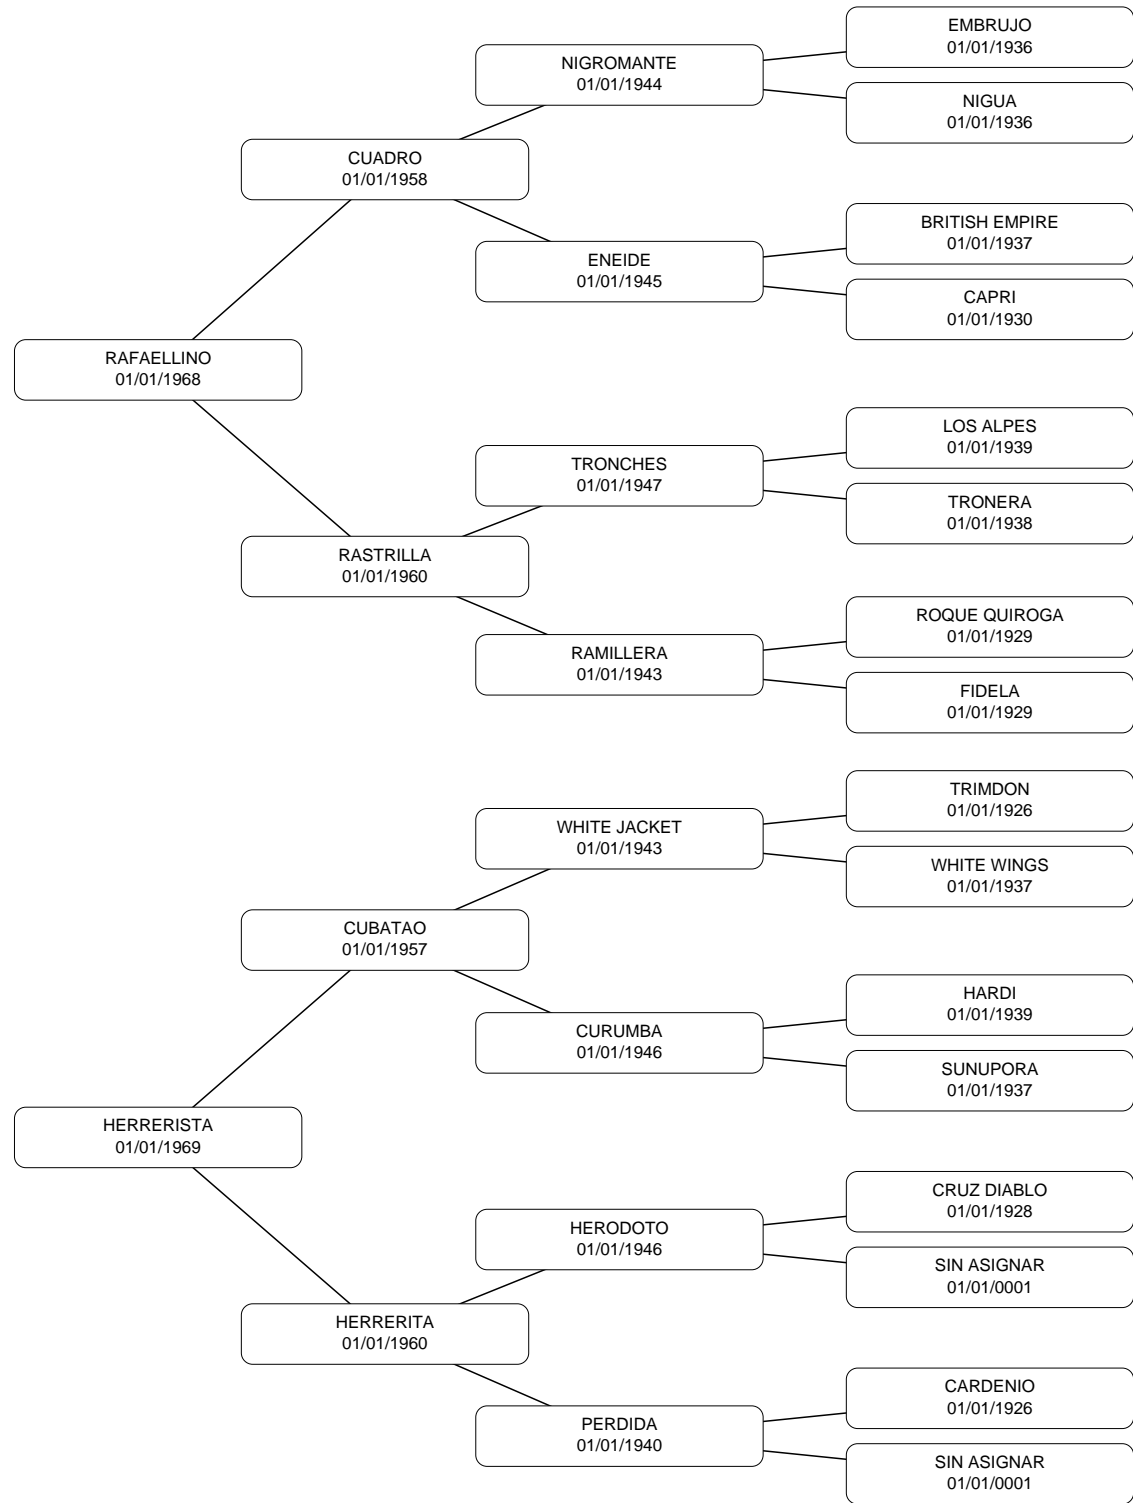 EMBRUJO
01/01/1936
NIGROMANTE
01/01/1944
NIGUA
01/01/1936
CUADRO
01/01/1958
BRITISH EMPIRE
01/01/1937
ENEIDE
01/01/1945
CAPRI
01/01/1930
RAFAELLINO
01/01/1968
LOS ALPES
01/01/1939
TRONCHES
01/01/1947
TRONERA
01/01/1938
RASTRILLA
01/01/1960
ROQUE QUIROGA
01/01/1929
RAMILLERA
01/01/1943
FIDELA
01/01/1929
TRIMDON
01/01/1926
WHITE JACKET
01/01/1943
WHITE WINGS
01/01/1937
CUBATAO
01/01/1957
HARDI
01/01/1939
CURUMBA
01/01/1946
SUNUPORA
01/01/1937
HERRERISTA
01/01/1969
CRUZ DIABLO
01/01/1928
HERODOTO
01/01/1946
SIN ASIGNAR
01/01/0001
HERRERITA
01/01/1960
CARDENIO
01/01/1926
PERDIDA
01/01/1940
SIN ASIGNAR
01/01/0001